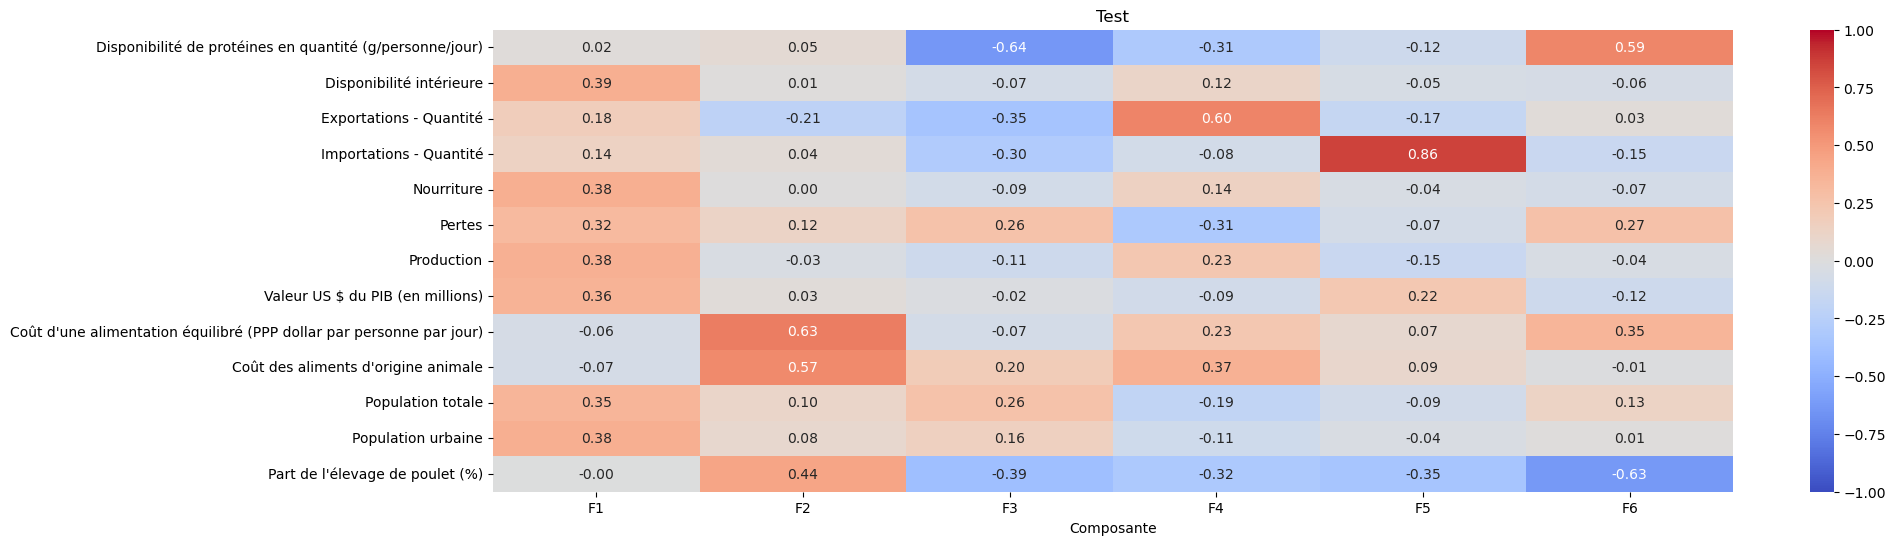 Test
Disponibilité de protéines en quantité (g/personne/jour) 0.02 0.05 -0.64 -0.31 -0.12 0.59
Disponibilité intérieure 0.39 0.01 -0.07 0.12 -0.05 -0.06
Exportations - Quantité 0.18 -0.21 -0.35 0.60 -0.17 0.03
Importations - Quantité 0.14 0.04 -0.30 -0.08 0.86 -0.15
Nourriture 0.38 0.00 -0.09 0.14 -0.04 -0.07
Pertes 0.32 0.12 0.26 -0.31 -0.07 0.27
Production 0.38 -0.03 -0.11 0.23 -0.15 -0.04
Valeur US $ du PIB (en millions) 0.36 0.03 -0.02 -0.09 0.22 -0.12
Coût d'une alimentation équilibré (PPP dollar par personne par jour) -0.06 0.63 -0.07 0.23 0.07 0.35
Coût des aliments d'origine animale -0.07 0.57 0.20 0.37 0.09 -0.01
Population totale 0.35 0.10 0.26 -0.19 -0.09 0.13
Population urbaine 0.38 0.08 0.16 -0.11 -0.04 0.01
Part de l'élevage de poulet (%) -0.00 0.44 -0.39 -0.32 -0.35 -0.63
F1 F2 F3 F4 F5 F6
Composante
1.00
0.75
0.50
0.25
0.00
−0.25
−0.50
−0.75
−1.00